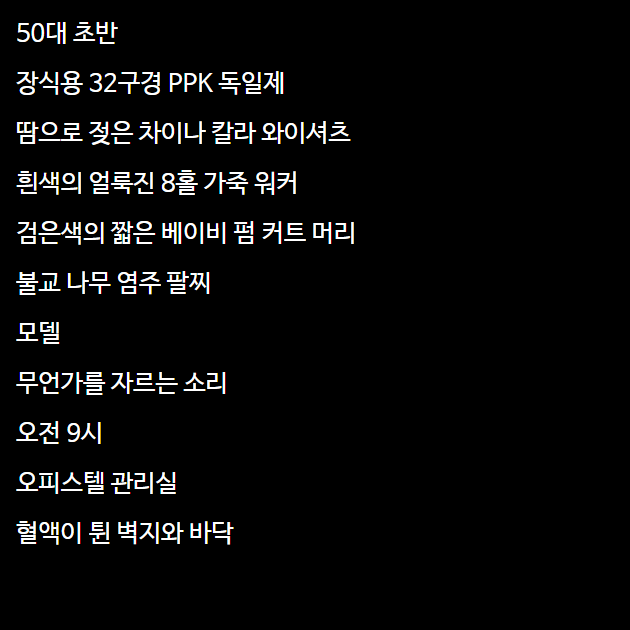 50대 초반
장식용 32구경 PPK 독일제
땀으로 젖은 차이나 칼라 와이셔츠
흰색의 얼룩진 8홀 가죽 워커
검은색의 짧은 베이비 펌 커트 머리
불교 나무 염주 팔찌
모델
무언가를 자르는 소리
오전 9시
오피스텔 관리실
혈액이 튄 벽지와 바닥